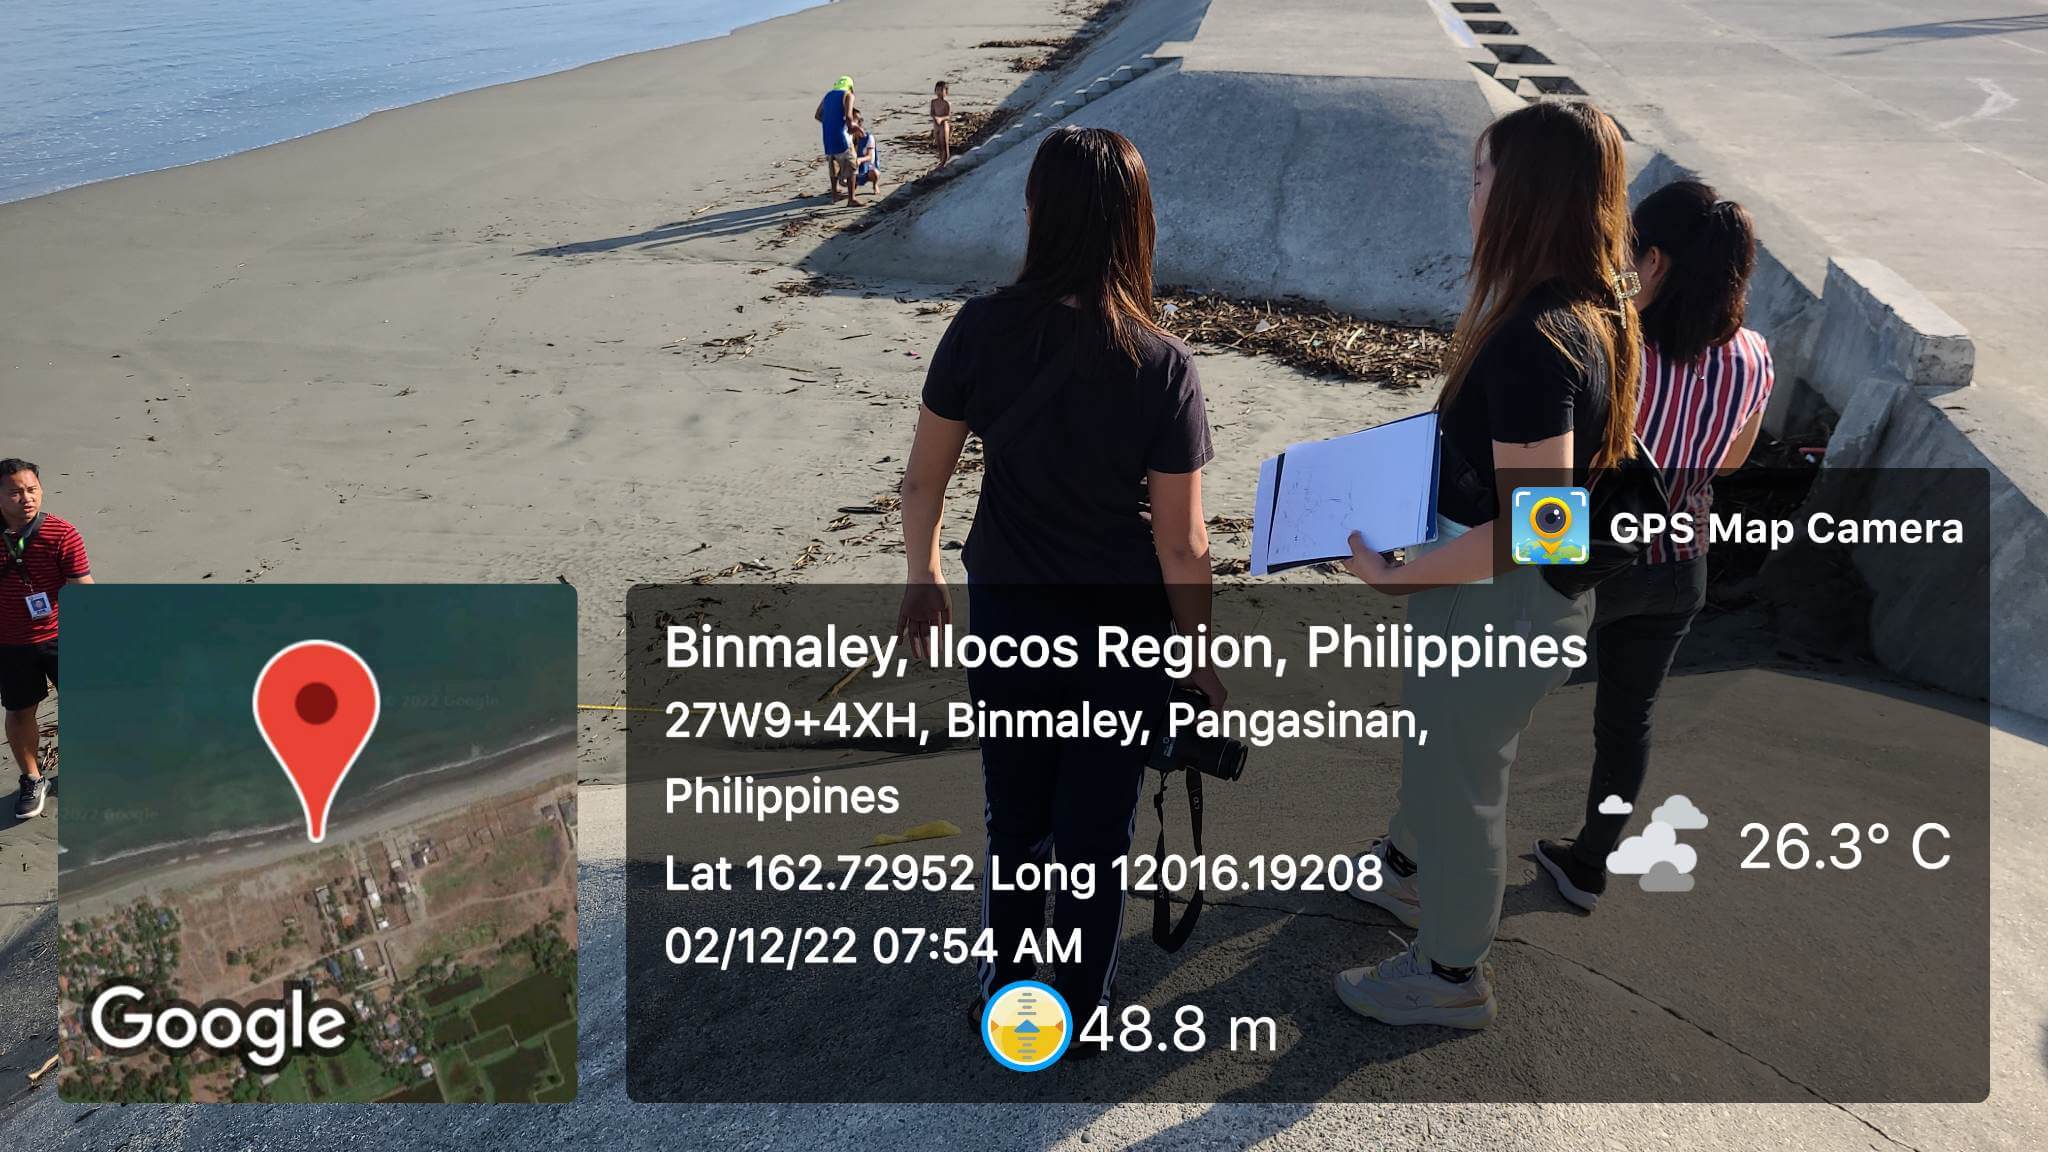 GPS Map Camera
Binmaley, Ilocos Region, Philippines
27W9+4XH, Binmaley, Pangasinan,
Philippines
Lat 162.72952 Long 12016.19208
02/12/22 07:54 AM
48.8 m
26.3° C
© 2022 Google
2022 Google
Google